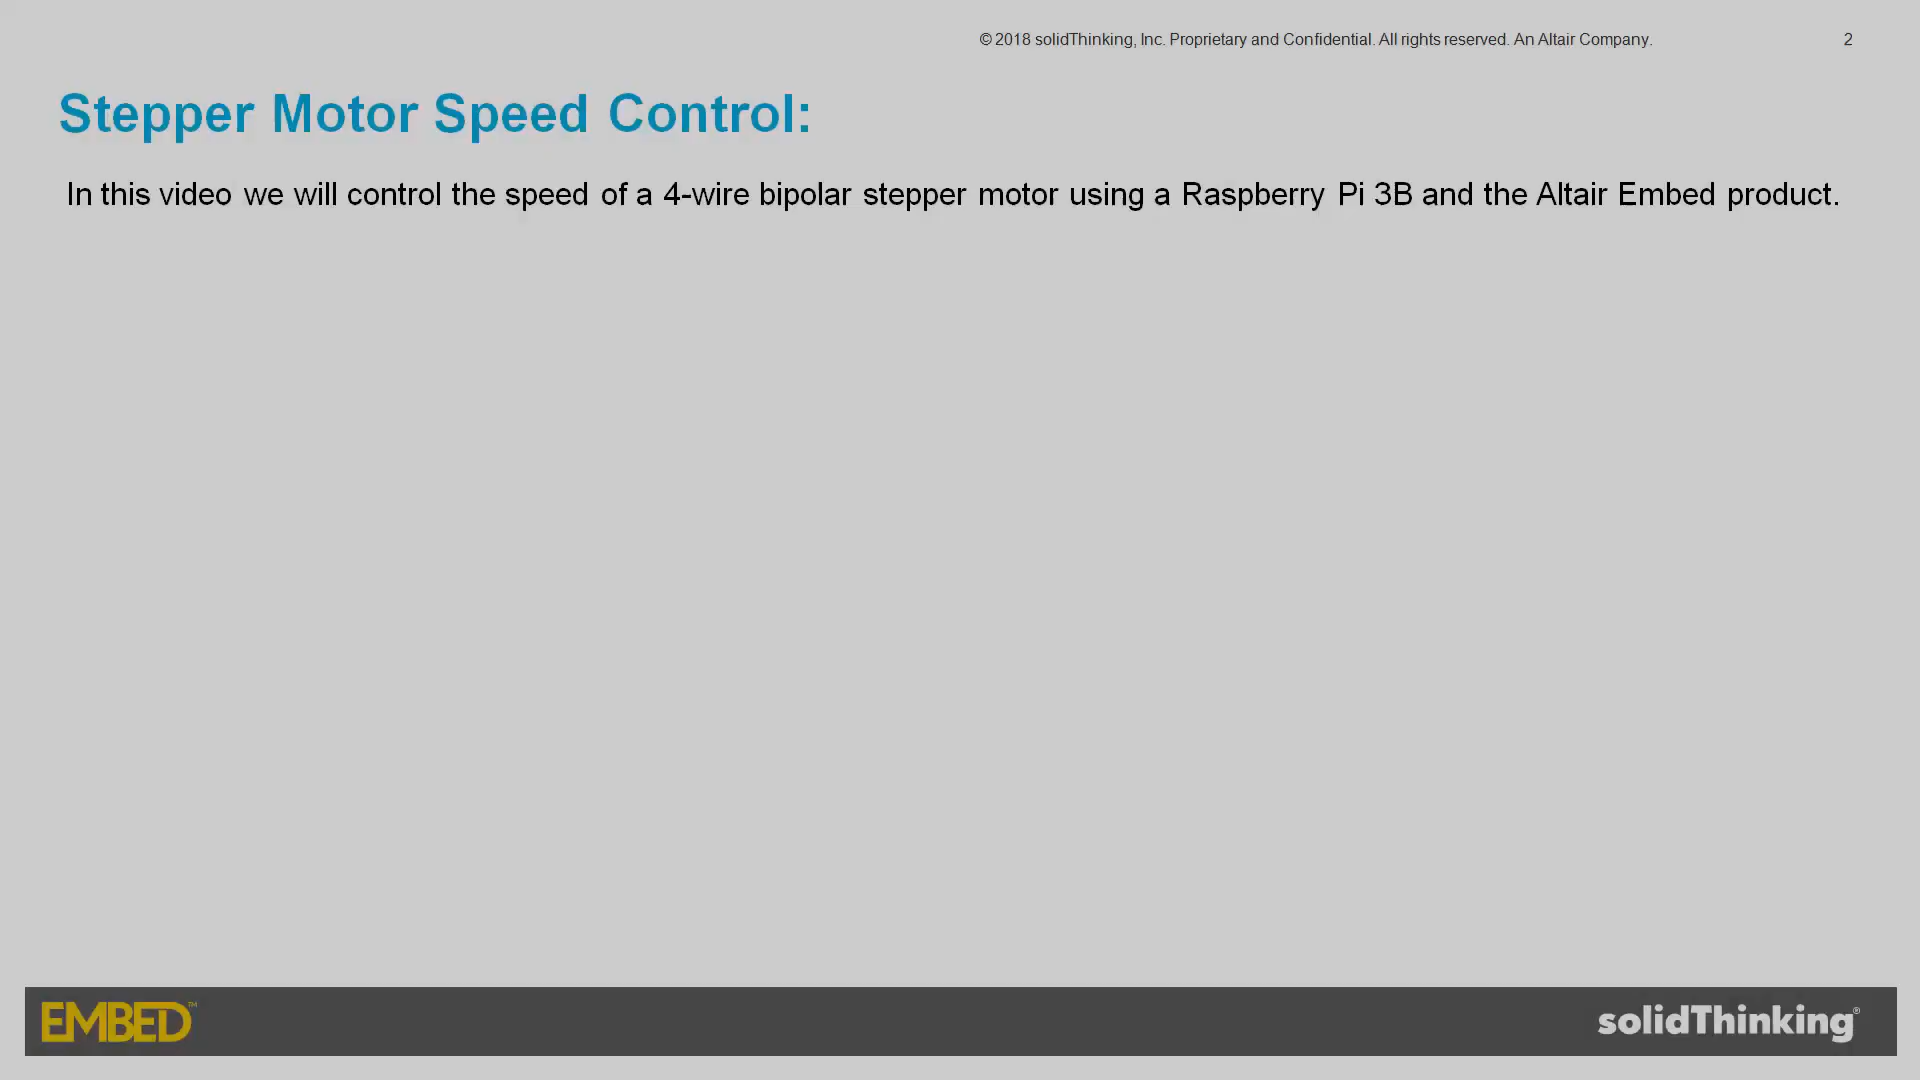 © 2018 solidThinking, Inc. Proprietary and Confidential. All rights reserved. An Altair Company. 2
Stepper Motor Speed Control:
In this video we will control the speed of a 4-wire bipolar stepper motor using a Raspberry Pi 3B and the Altair Embed product.
EMBED™ solidThinking®